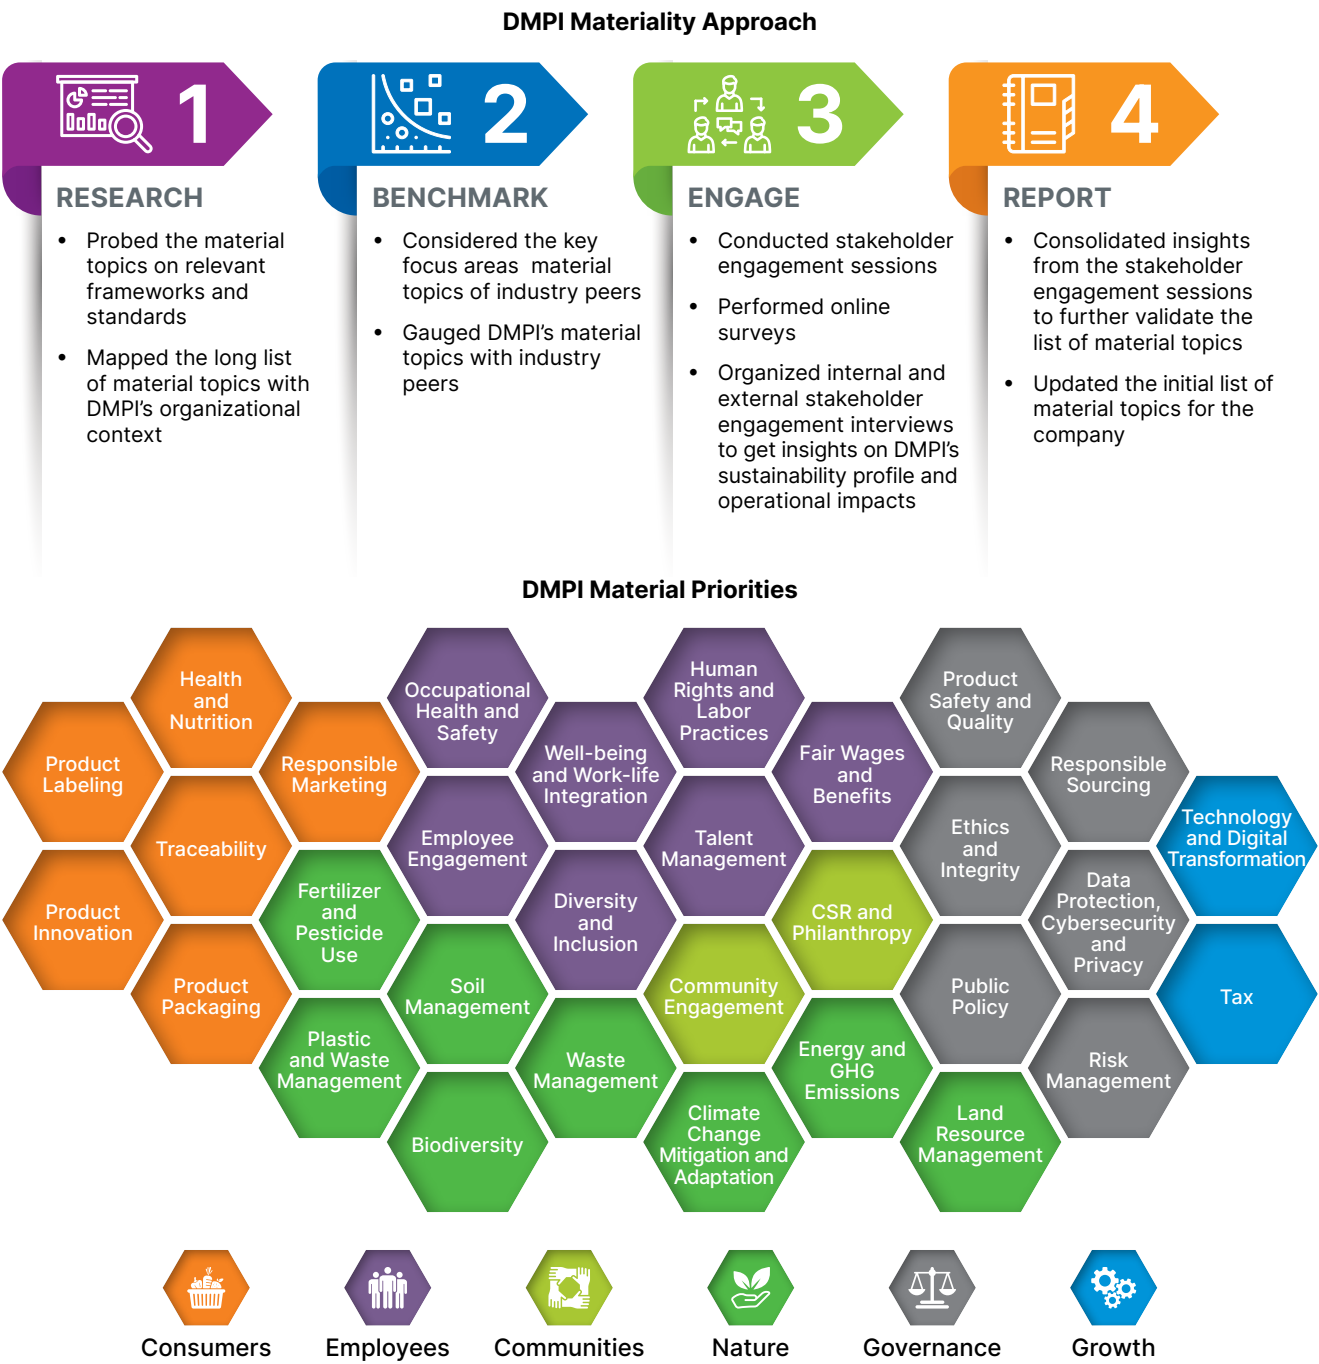 DMPI Materiality Approach
1
RESEARCH
• Probed the material
topics on relevant
frameworks and
standards
• Mapped the long list
of material topics with
DMPI’s organizational
context
2
BENCHMARK
• Considered the key
focus areas  material
topics of industry peers
• Gauged DMPI’s material
topics with industry
peers
3
ENGAGE
• Conducted stakeholder
engagement sessions
• Performed online
surveys
• Organized internal and
external stakeholder
engagement interviews
to get insights on DMPI’s
sustainability profile and
operational impacts
4
REPORT
• Consolidated insights
from the stakeholder
engagement sessions
to further validate the
list of material topics
• Updated the initial list of
material topics for the
company
DMPI Material Priorities
Product
Labeling
Product
Innovation
Health
and
Nutrition
Traceability
Product
Packaging
Responsible
Marketing
Fertilizer
and
Pesticide
Use
Plastic
and Waste
Management
Occupational
Health and
Safety
Employee
Engagement
Soil
Management
Biodiversity
Well-being
and Work-life
Integration
Diversity
and
Inclusion
Waste
Management
Human
Rights and
Labor
Practices
Talent
Management
Community
Engagement
Climate
Change
Mitigation and
Adaptation
Fair Wages
and
Benefits
CSR and
Philanthropy
Energy and
GHG
Emissions
Product
Safety and
Quality
Ethics
and
Integrity
Public
Policy
Land
Resource
Management
Responsible
Sourcing
Data
Protection,
Cybersecurity
and
Privacy
Risk
Management
Technology
and Digital
Transformation
Tax
Consumers
Employees
Communities
Nature
Governance
Growth